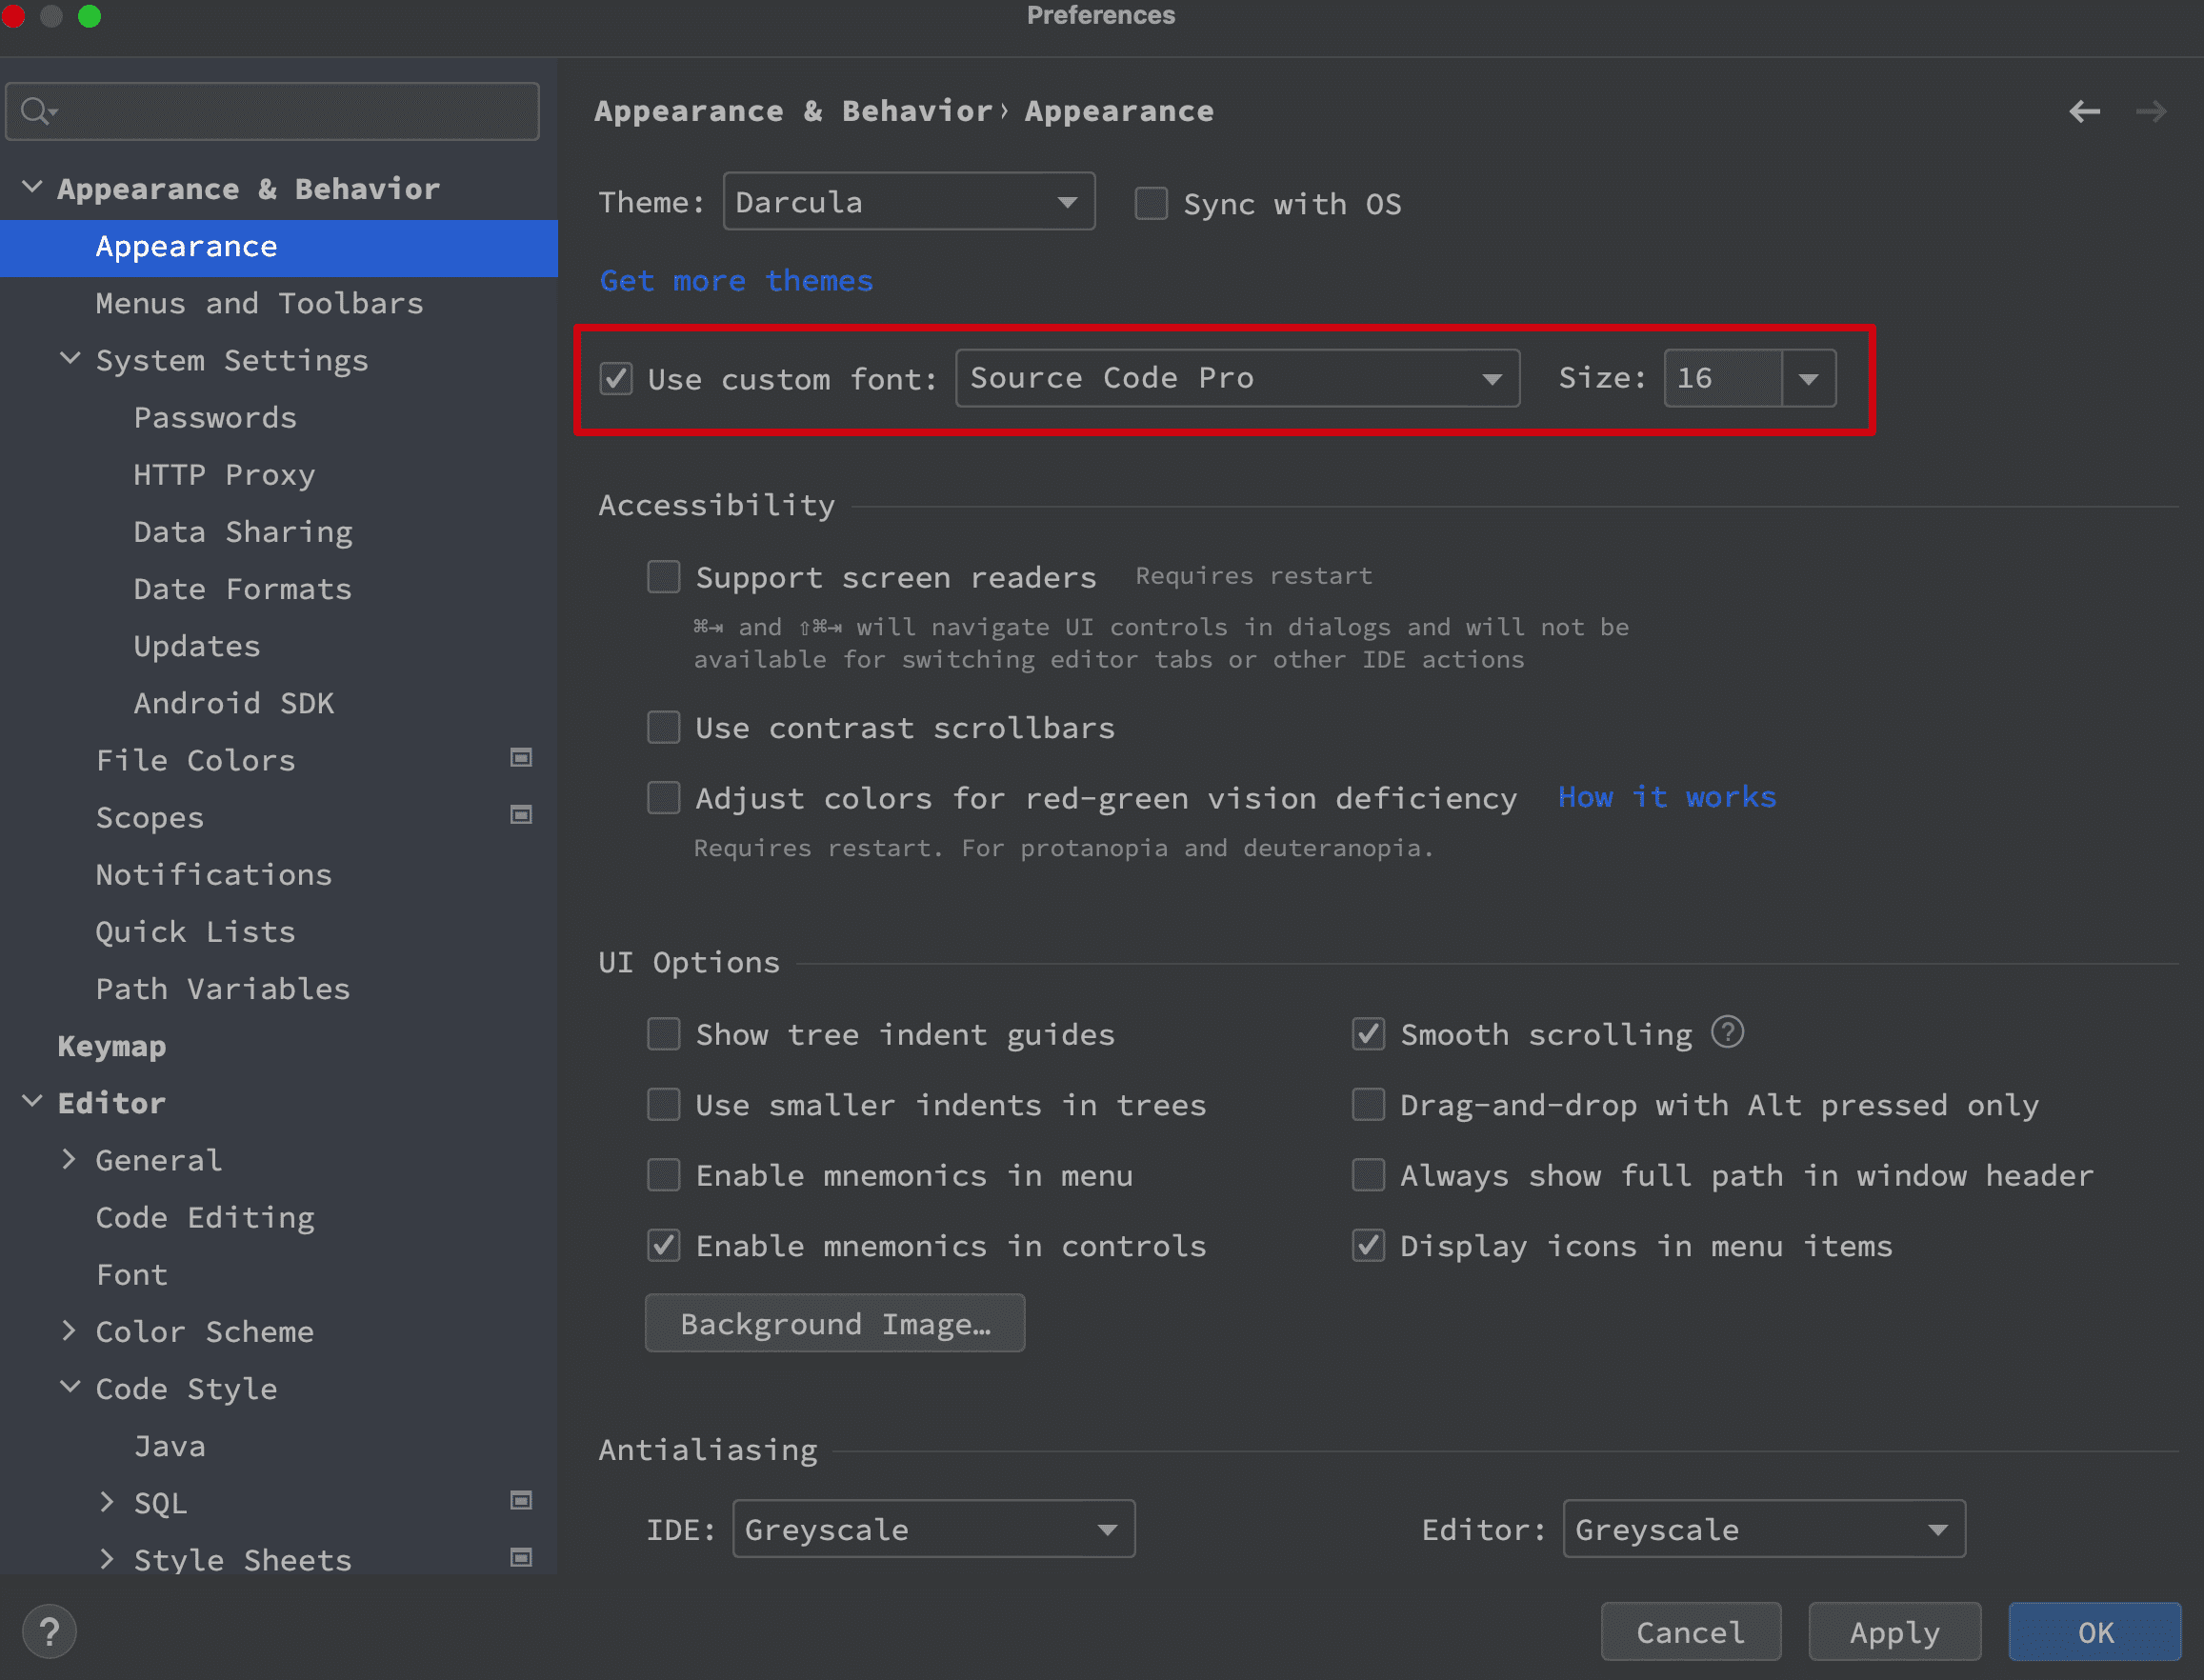 Preferences
Appearance & Behavior
Appearance
Menus and Toolbars
System Settings
Passwords
HTTP Proxy
Data Sharing
Date Formats
Updates
Android SDK
File Colors
Scopes
Notifications
Quick Lists
Path Variables
Keymap
Editor
General
Code Editing
Font
Color Scheme
Code Style
Java
SQL
Style Sheets
?
Appearance & Behavior › Appearance
Theme: Darcula Sync with OS
Get more themes
Use custom font: Source Code Pro Size: 16
Accessibility
Support screen readers Requires restart
⌘⇥ and ⇧⌘⇥ will navigate UI controls in dialogs and will not be
available for switching editor tabs or other IDE actions
Use contrast scrollbars
Adjust colors for red-green vision deficiency How it works
Requires restart. For protanopia and deuteranopia.
UI Options
Show tree indent guides Smooth scrolling ?
Use smaller indents in trees Drag-and-drop with Alt pressed only
Enable mnemonics in menu Always show full path in window header
Enable mnemonics in controls Display icons in menu items
Background Image…
Antialiasing
IDE: Greyscale Editor: Greyscale
Cancel Apply OK